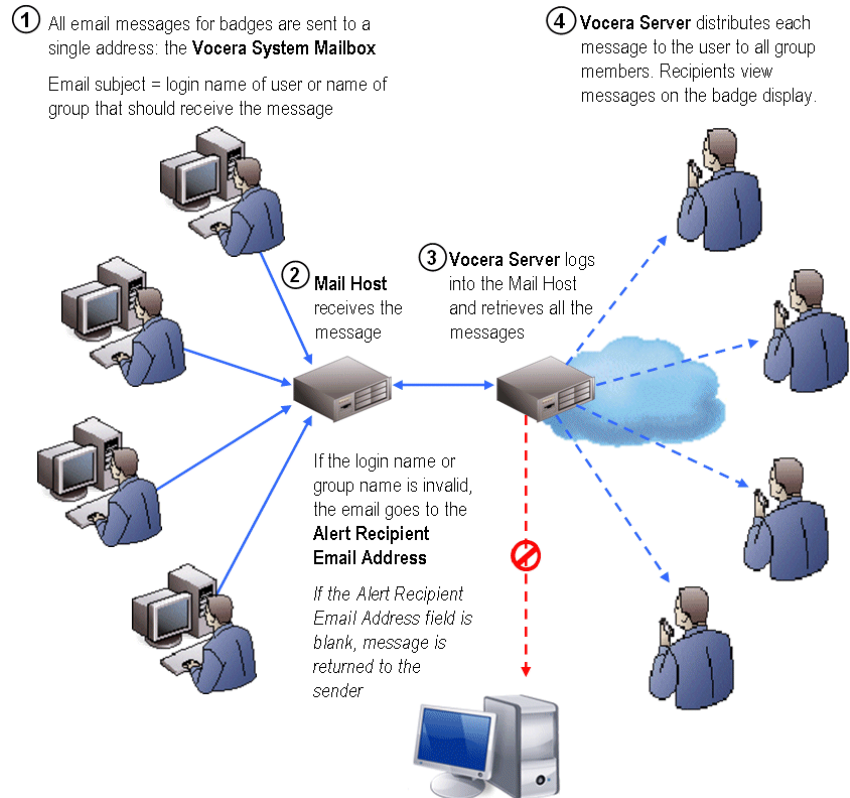 1 All email messages for badges are sent to a
single address: the Vocera System Mailbox
Email subject = login name of user or name of
group that should receive the message
2 Mail Host
receives the
message
3 Vocera Server logs
into the Mail Host
and retrieves all the
messages
4 Vocera Server distributes each
message to the user to all group
members. Recipients view
messages on the badge display.
If the login name or
group name is invalid,
the email goes to the
Alert Recipient
Email Address
If the Alert Recipient
Email Address field is
blank, message is
returned to the
sender